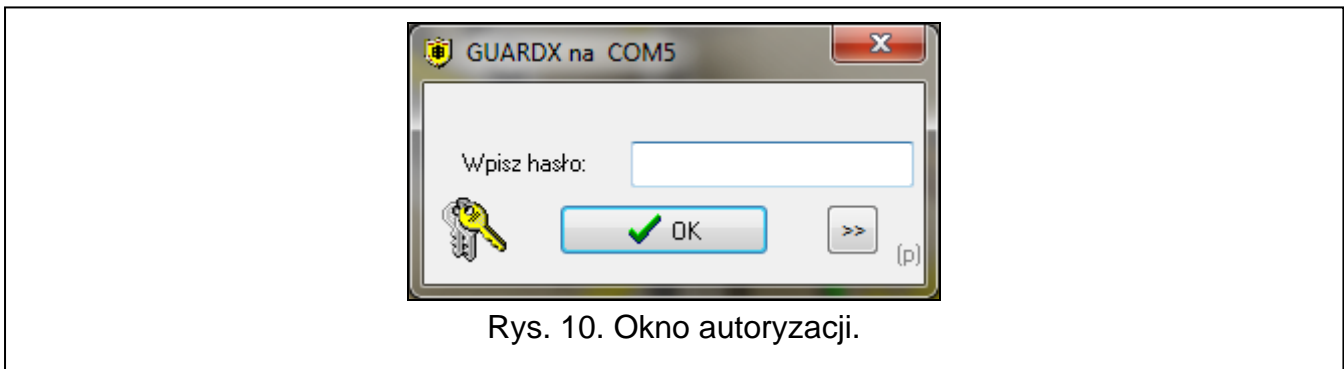 GUARDX na COM5
Wpisz hasło:
OK
>>
(p)
Rys. 10. Okno autoryzacji.